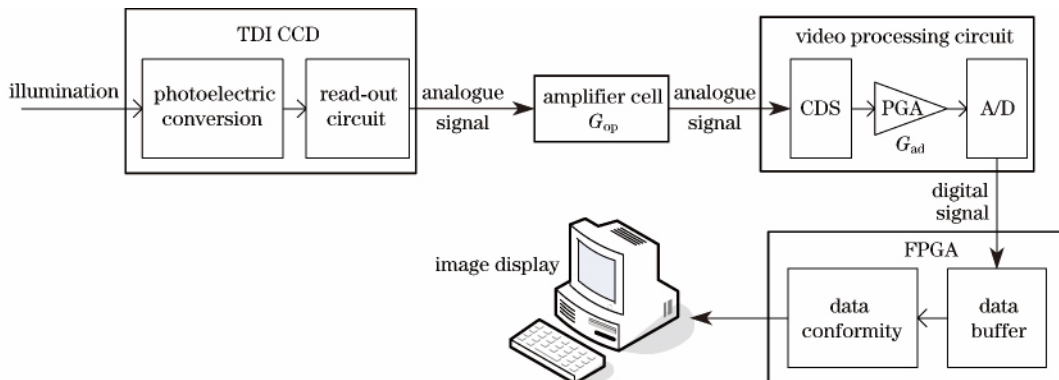 TDI CCD
illumination
photoelectric
conversion
read-out
circuit
analogue
signal
amplifier cell
G_op
analogue
signal
video processing circuit
CDS
PGA
G_ad
A/D
digital
signal
FPGA
data
buffer
data
conformity
image display